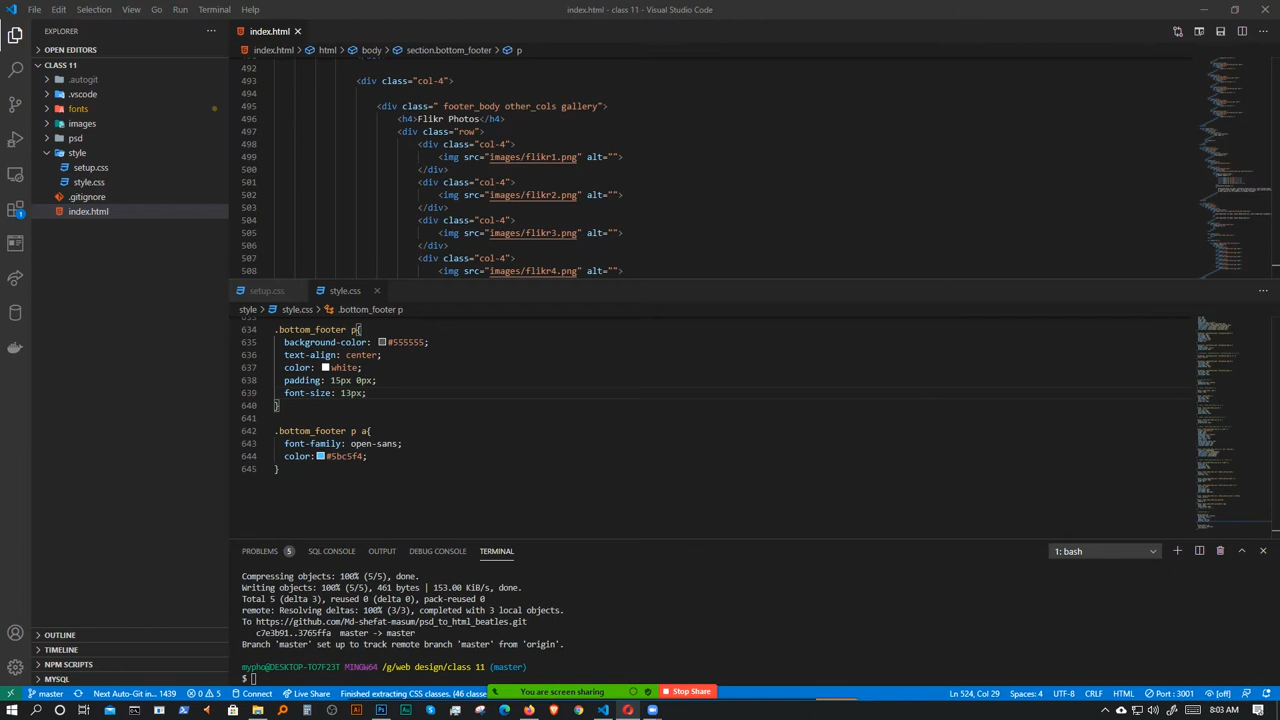 File Edit Selection View Go Run Terminal Help
index.html - class 11 - Visual Studio Code
EXPLORER
OPEN EDITORS
CLASS 11
.autogit
.vscode
fonts
images
psd
style
setup.css
style.css
.gitignore
index.html
OUTLINE
TIMELINE
NPM SCRIPTS
MYSQL
index.html
index.html > html > body > section.bottom_footer > p
492
493 <div class="col-4">
494
495 <div class=" footer_body other_cols gallery">
496 <h4>Flikr Photos</h4>
497 <div class="row">
498 <div class="col-4">
499 <img src="images/flikr1.png" alt="">
500 </div>
501 <div class="col-4">
502 <img src="images/flikr2.png" alt="">
503 </div>
504 <div class="col-4">
505 <img src="images/flikr3.png" alt="">
506 </div>
507 <div class="col-4">
508 <img src="images/flikr4.png" alt="">
setup.css style.css
style > style.css > .bottom_footer p
633
634 .bottom_footer p{
635 background-color: #555555;
636 text-align: center;
637 color: white;
638 padding: 15px 0px;
639 font-size: 13px;
640 }
641
642 .bottom_footer p a{
643 font-family: open-sans;
644 color: #5bc5f4;
645 }
PROBLEMS 5 SQL CONSOLE OUTPUT DEBUG CONSOLE TERMINAL 1: bash
Compressing objects: 100% (5/5), done.
Writing objects: 100% (5/5), 461 bytes | 153.00 KiB/s, done.
Total 5 (delta 3), reused 0 (delta 0), pack-reused 0
remote: Resolving deltas: 100% (3/3), completed with 3 local objects.
To https://github.com/Md-shefat-masum/psd_to_html_beatles.git
c7e3b91..3765ffa master -> master
Branch 'master' set up to track remote branch 'master' from 'origin'.
mypho@DESKTOP-TO7F23T MINGW64 /g/web design/class 11 (master)
$
master Next Auto-Git in... 1439 0 5 Connect Live Share Finished extracting CSS classes. (46 classe
You are screen sharing Stop Share
Ln 524, Col 29 Spaces: 4 UTF-8 CRLF HTML Port : 3001 [off]
8:03 AM